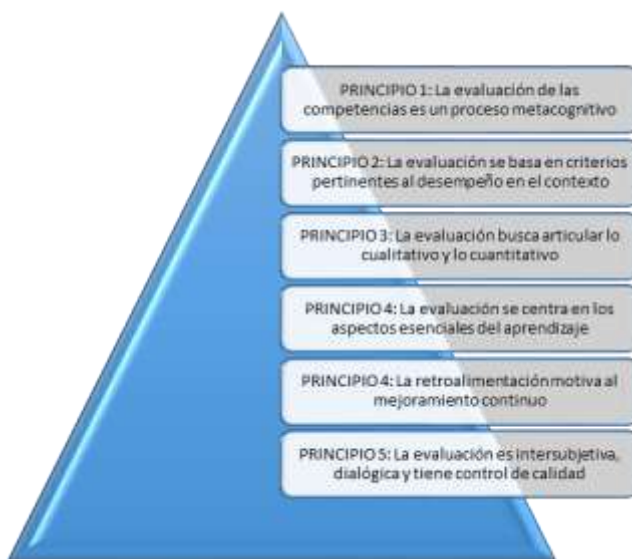 PRINCIPIO 1: La evaluación de las
competencias es un proceso metacognitivo
PRINCIPIO 2: La evaluación se basa en criterios
pertinentes al desempeño en el contexto
PRINCIPIO 3: La evaluación busca articular lo
cualitativo y lo cuantitativo
PRINCIPIO 4: La evaluación se centra en los
aspectos esenciales del aprendizaje
PRINCIPIO 4: La retroalimentación motiva al
mejoramiento continuo
PRINCIPIO 5: La evaluación es intersubjetiva,
dialógica y tiene control de calidad